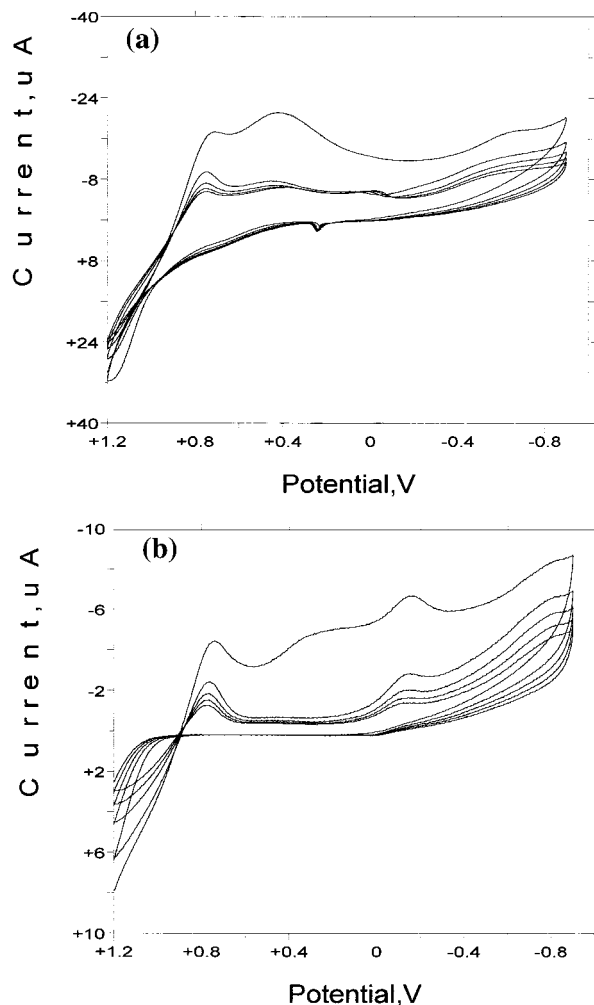 (a)
-40
-24
-8
+8
+24
+40
Current, uA
+1.2 +0.8 +0.4 0 -0.4 -0.8
Potential,V
(b)
-10
-6
-2
+2
+6
+10
Current, uA
+1.2 +0.8 +0.4 0 -0.4 -0.8
Potential,V